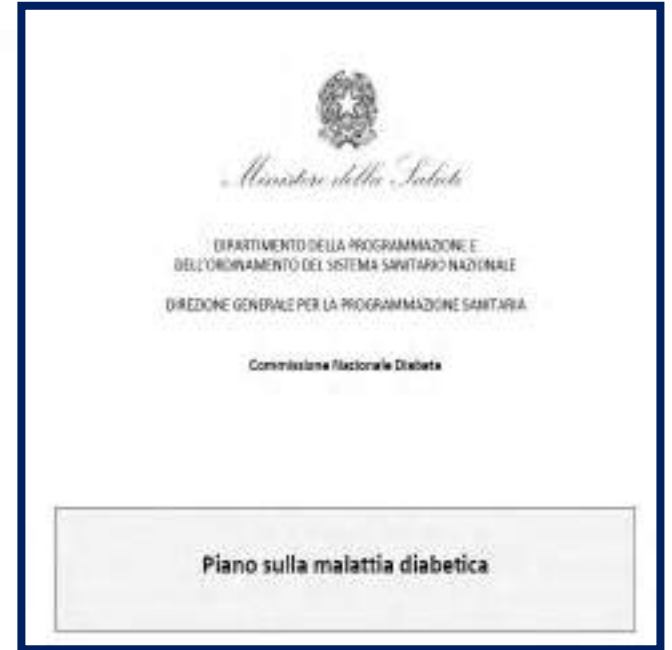 Ministero della Salute
DIPARTIMENTO DELLA PROGRAMMAZIONE E
DELL'ORDINAMENTO DEL SISTEMA SANITARIO NAZIONALE
DIREZIONE GENERALE PER LA PROGRAMMAZIONE SANITARIA
Commissione Nazionale Diabete
Piano sulla malattia diabetica